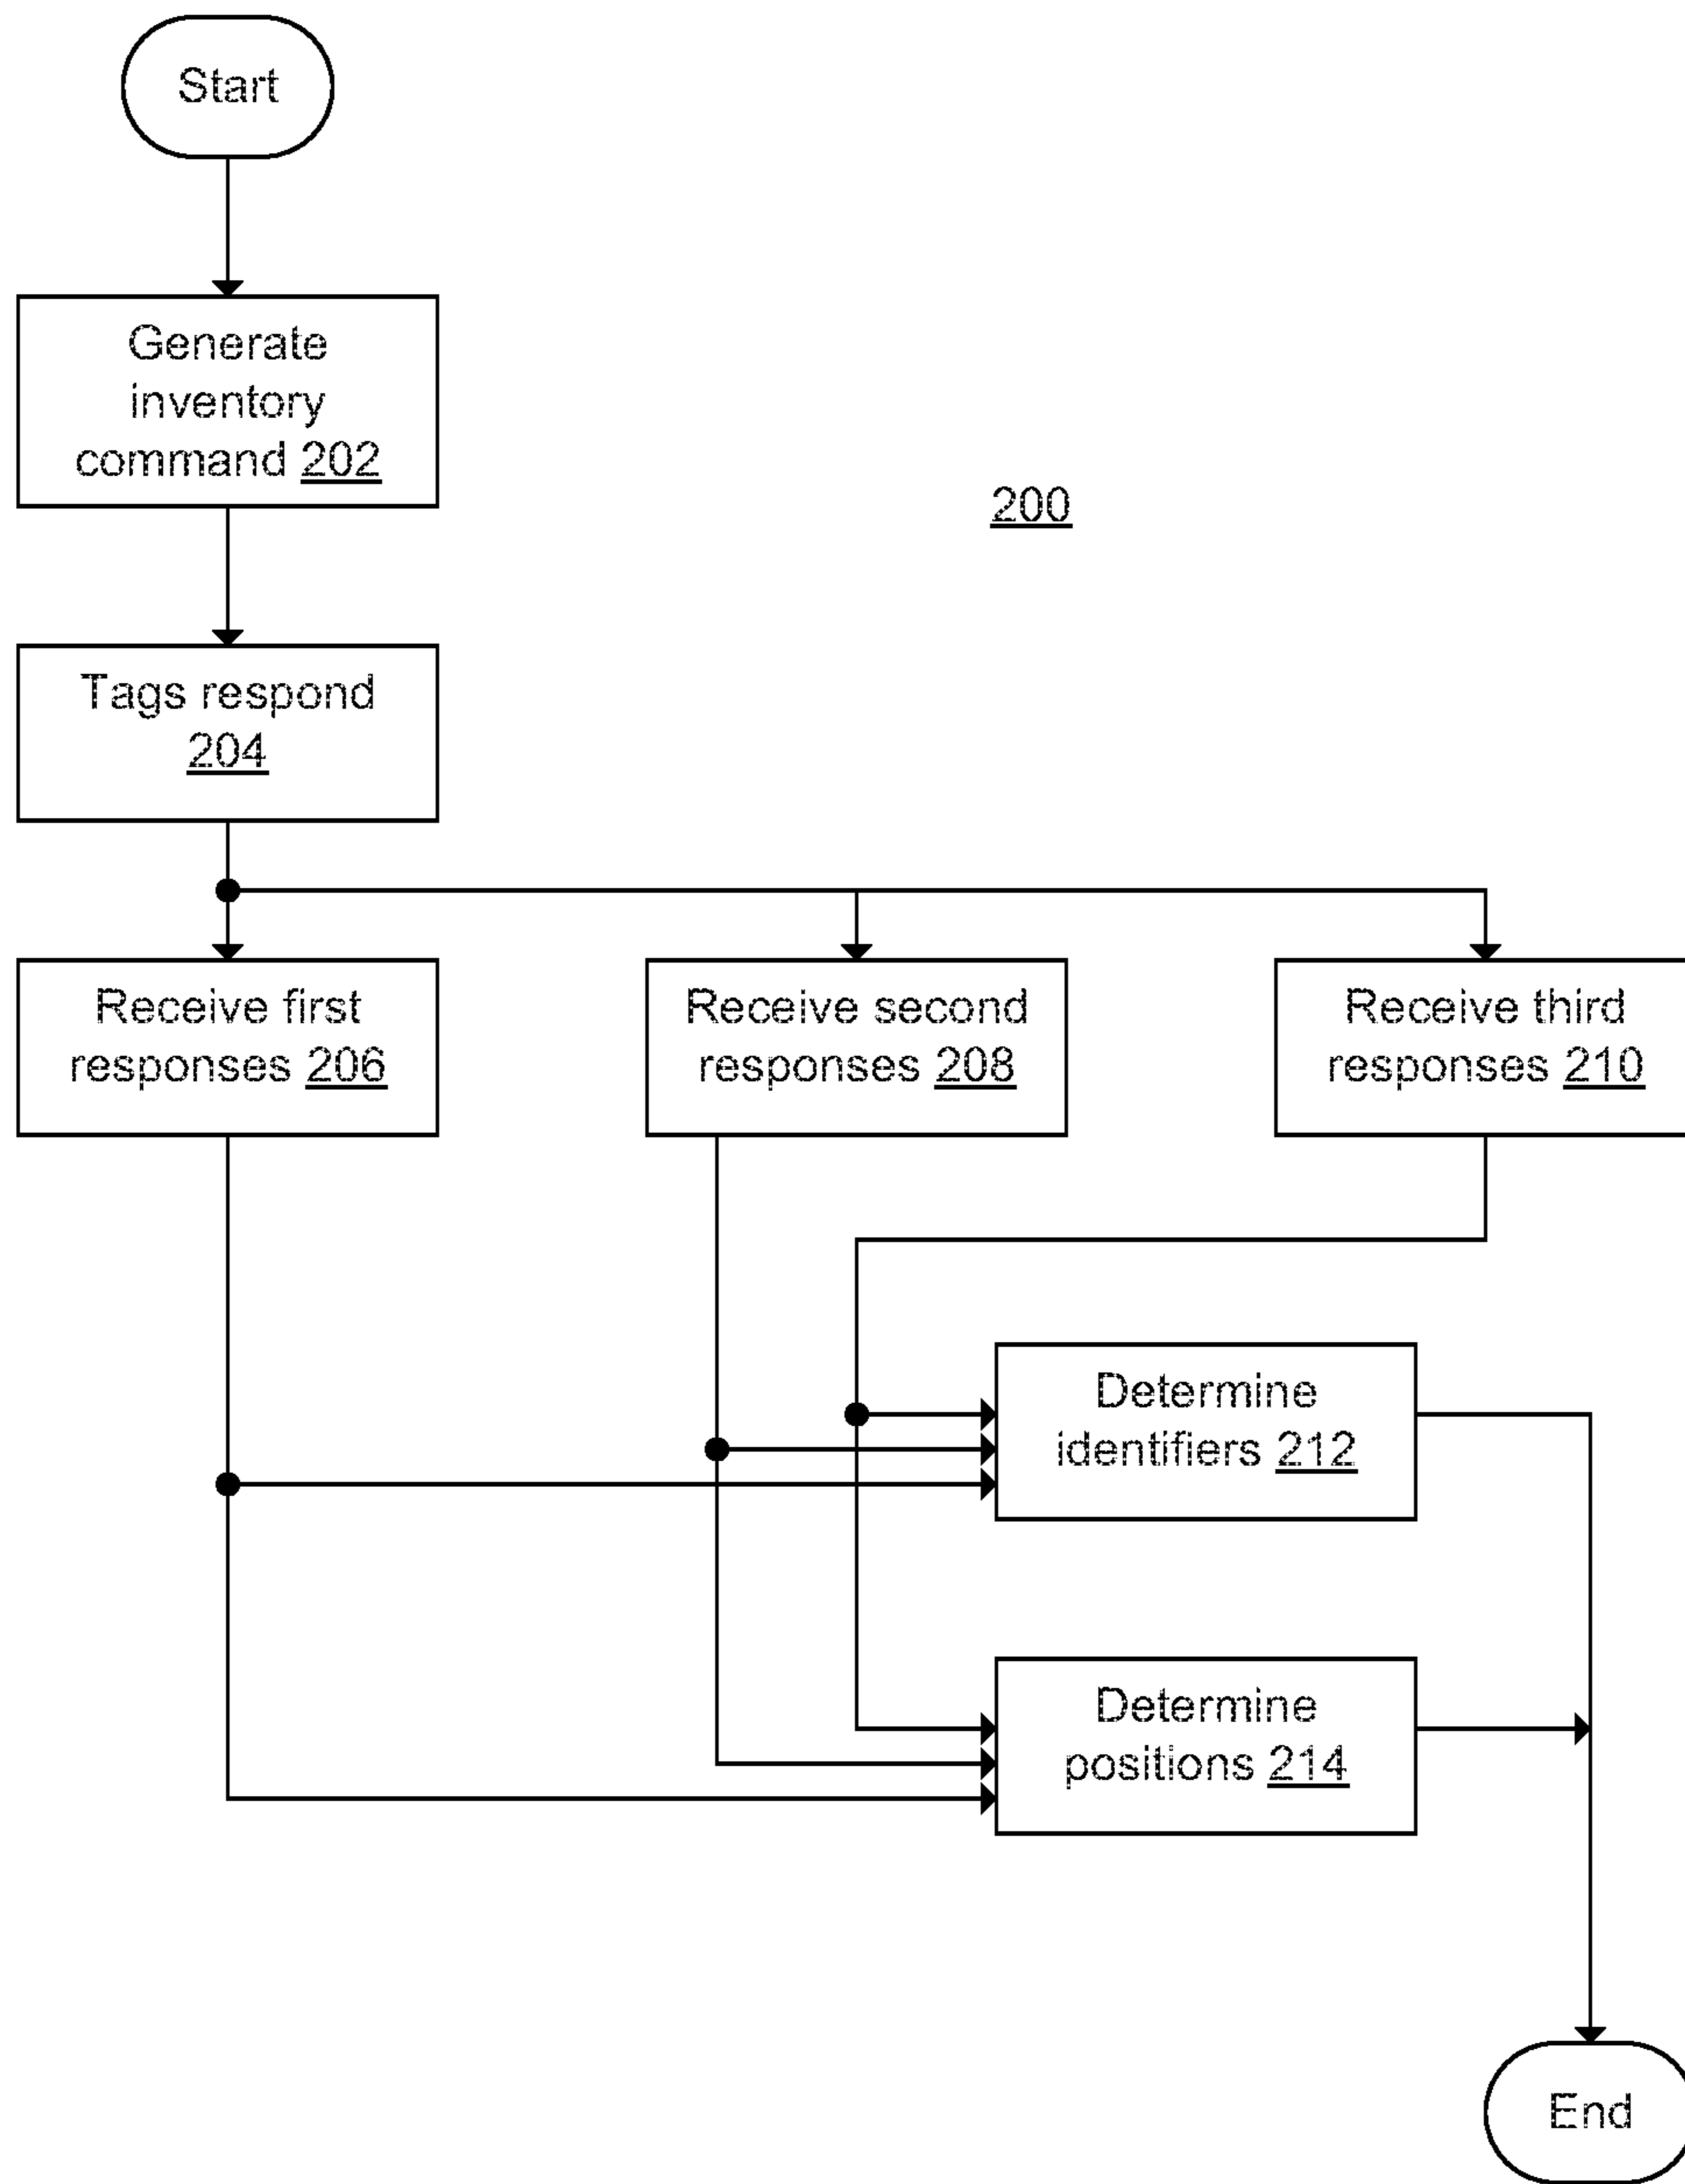 Start
Generate
inventory
command 202
200
Tags respond
204
Receive first
responses 206
Receive second
responses 208
Receive third
responses 210
Determine
identifiers 212
Determine
positions 214
End